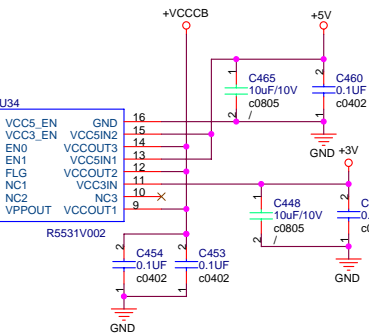 +VCCCB
+5V
U34
VCC5_EN
VCC3_EN
EN0
EN1
FLG
NC1
NC2
VPPOUT
GND
VCC5IN2
VCCOUT3
VCC5IN1
VCCOUT2
VCC3IN
NC3
VCCOUT1
16
15
14
13
12
11
10
9
R5531V002
1
2
C465
10uF/10V
c0805
/
2
1
C460
0.1UF
c0402
GND
+3V
1
2
C448
10uF/10V
c0805
/
2
1
GND
2
1
C454
0.1UF
c0402
2
1
C453
0.1UF
c0402
GND